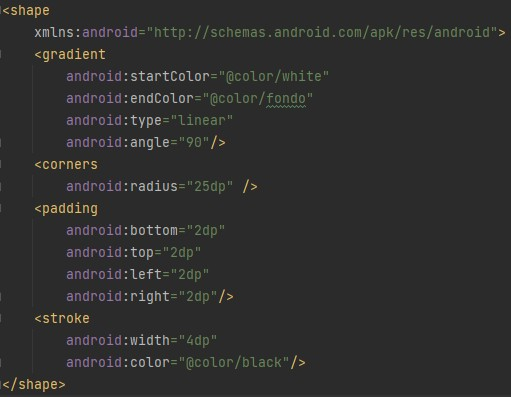 <shape
xmlns:android="http://schemas.android.com/apk/res/android">
<gradient
android:startColor="@color/white"
android:endColor="@color/fondo"
android:type="linear"
android:angle="90"/>
<corners
android:radius="25dp" />
<padding
android:bottom="2dp"
android:top="2dp"
android:left="2dp"
android:right="2dp"/>
<stroke
android:width="4dp"
android:color="@color/black"/>
</shape>